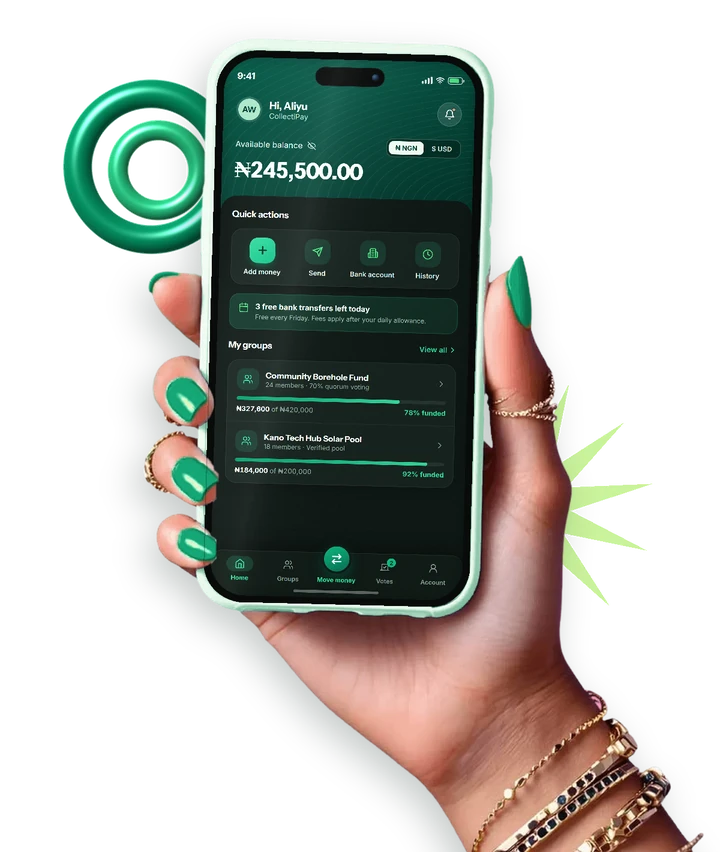 9:41
AW
Hi, Aliyu
CollectiPay
Available balance
₦ NGN $ USD
₦245,500.00
Quick actions
Add money Send Bank account History
3 free bank transfers left today
Free every Friday. Fees apply after your daily allowance.
My groups View all
Community Borehole Fund
24 members · 70% quorum voting
₦327,600 of ₦420,000 78% funded
Kano Tech Hub Solar Pool
18 members · Verified pool
₦184,000 of ₦200,000 92% funded
2
Home Groups Move money Votes Account